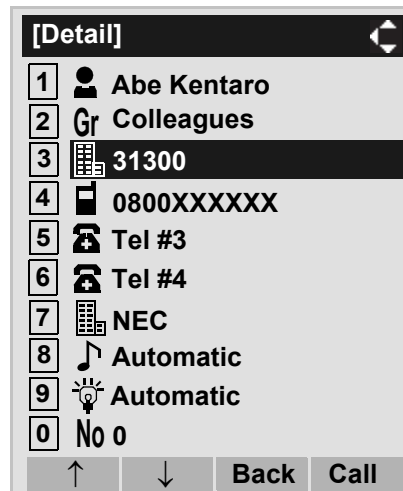 [Detail]
1 Abe Kentaro
2 Gr Colleagues
3 31300
4 0800XXXXXX
5 Tel #3
6 Tel #4
7 NEC
8 Automatic
9 Automatic
0 No 0
↑ ↓ Back Call